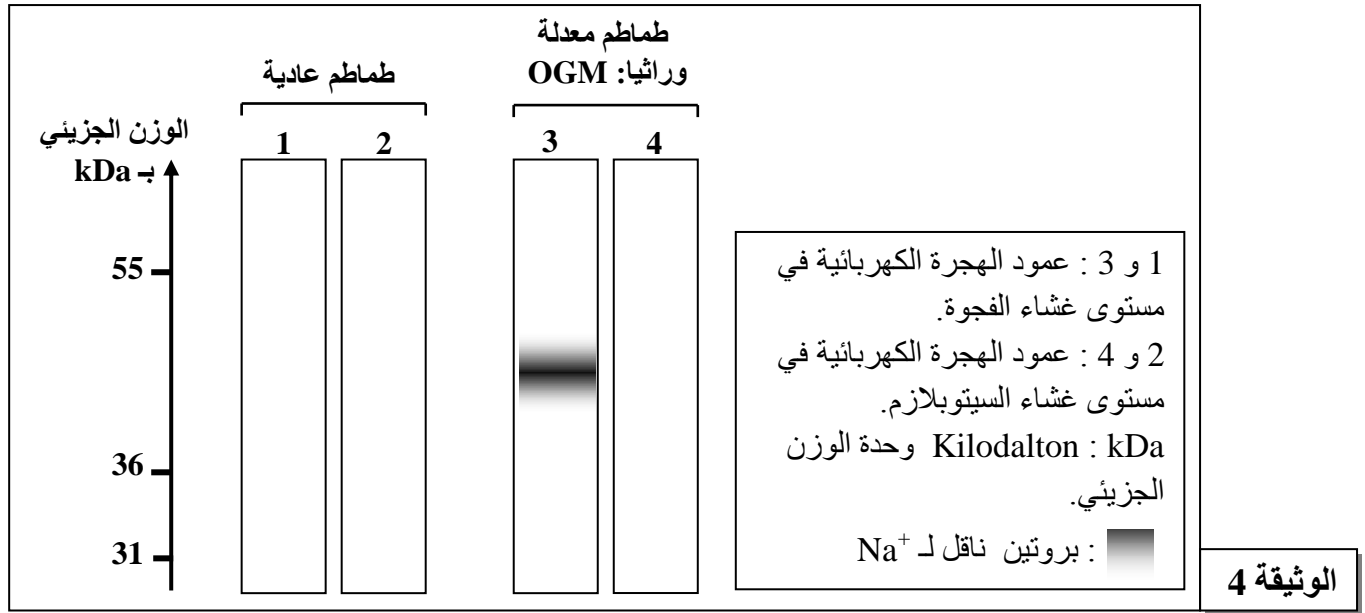 طماطم معدلة
وراثيا: OGM
طماطم عادية
الوزن الجزيئي
بـ kDa
1 2 3 4
55
36
31
1 و 3 : عمود الهجرة الكهربائية في
مستوى غشاء الفجوة.
2 و 4 : عمود الهجرة الكهربائية في
مستوى غشاء السيتوبلازم.
Kilodalton : kDa وحدة الوزن
الجزيئي.
: بروتين ناقل لـ Na⁺
الوثيقة 4